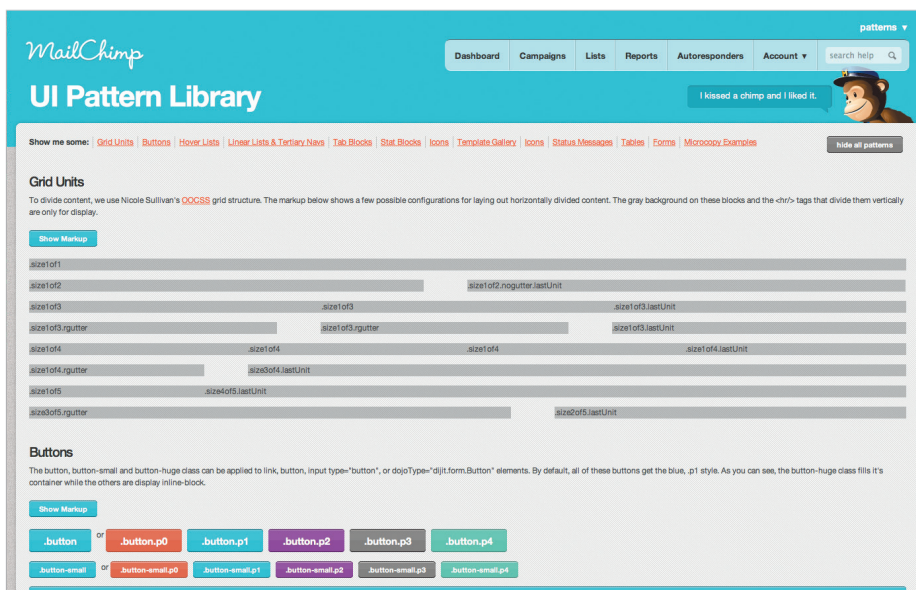 patterns ▾
MailChimp
Dashboard Campaigns Lists Reports Autoresponders Account ▾ search help
UI Pattern Library
I kissed a chimp and I liked it.
Show me some: Grid Units Buttons Hover Lists Linear Lists & Tertiary Navs Tab Blocks Stat Blocks Icons Template Gallery Icons Status Messages Tables Forms Microcopy Examples
hide all patterns
Grid Units
To divide content, we use Nicole Sullivan's OOCSS grid structure. The markup below shows a few possible configurations for laying out horizontally divided content. The gray background on these blocks and the <hr/> tags that divide them vertically
are only for display.
Show Markup
.size1of1
.size1of2 .size1of2.nogutter.lastUnit
.size1of3 .size1of3 .size1of3.lastUnit
.size1of3.rgutter .size1of3.rgutter .size1of3.lastUnit
.size1of4 .size1of4 .size1of4 .size1of4.lastUnit
.size1of4.rgutter .size3of4.lastUnit
.size1of5 .size4of5.lastUnit
.size3of5.rgutter .size2of5.lastUnit
Buttons
The button, button-small and button-huge class can be applied to link, button, input type="button", or dojoType="dijit.form.Button" elements. By default, all of these buttons get the blue, .p1 style. As you can see, the button-huge class fills it's
container while the others are display inline-block.
Show Markup
.button or .button.p0 .button.p1 .button.p2 .button.p3 .button.p4
.button-small or .button-small.p0 .button-small.p1 .button-small.p2 .button-small.p3 .button-small.p4